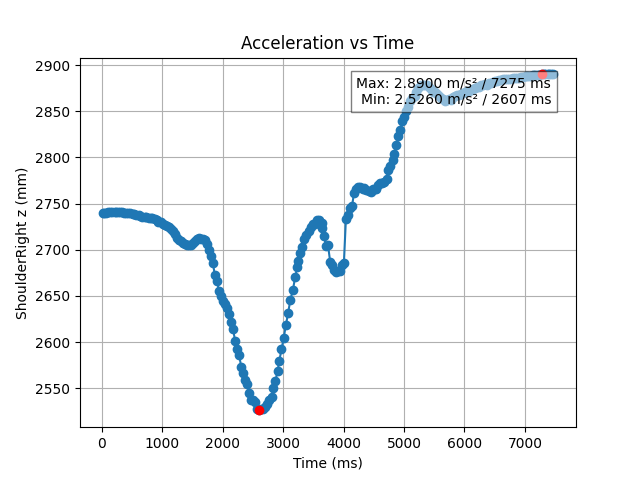 Acceleration vs Time
Max: 2.8900 m/s² / 7275 ms
Min: 2.5260 m/s² / 2607 ms
2900
2850
2800
2750
2700
2650
2600
2550
ShoulderRight z (mm)
0 1000 2000 3000 4000 5000 6000 7000
Time (ms)